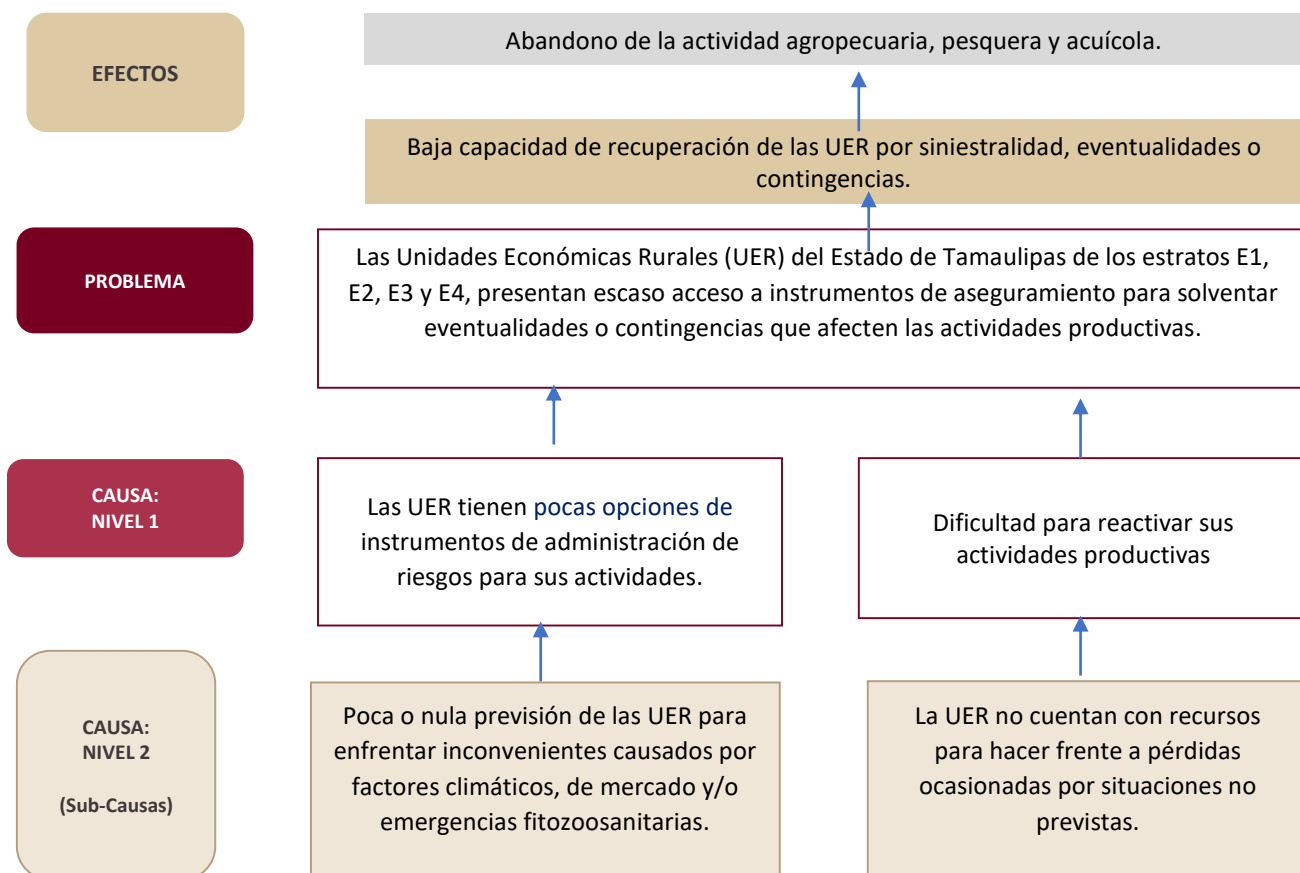 EFECTOS
Abandono de la actividad agropecuaria, pesquera y acuícola.
Baja capacidad de recuperación de las UER por siniestralidad, eventualidades o
contingencias.
PROBLEMA
Las Unidades Económicas Rurales (UER) del Estado de Tamaulipas de los estratos E1,
E2, E3 y E4, presentan escaso acceso a instrumentos de aseguramiento para solventar
eventualidades o contingencias que afecten las actividades productivas.
CAUSA:
NIVEL 1
Las UER tienen pocas opciones de
instrumentos de administración de
riesgos para sus actividades.
Dificultad para reactivar sus
actividades productivas
CAUSA:
NIVEL 2
(Sub-Causas)
Poca o nula previsión de las UER para
enfrentar inconvenientes causados por
factores climáticos, de mercado y/o
emergencias fitozoosanitarias.
La UER no cuentan con recursos
para hacer frente a pérdidas
ocasionadas por situaciones no
previstas.